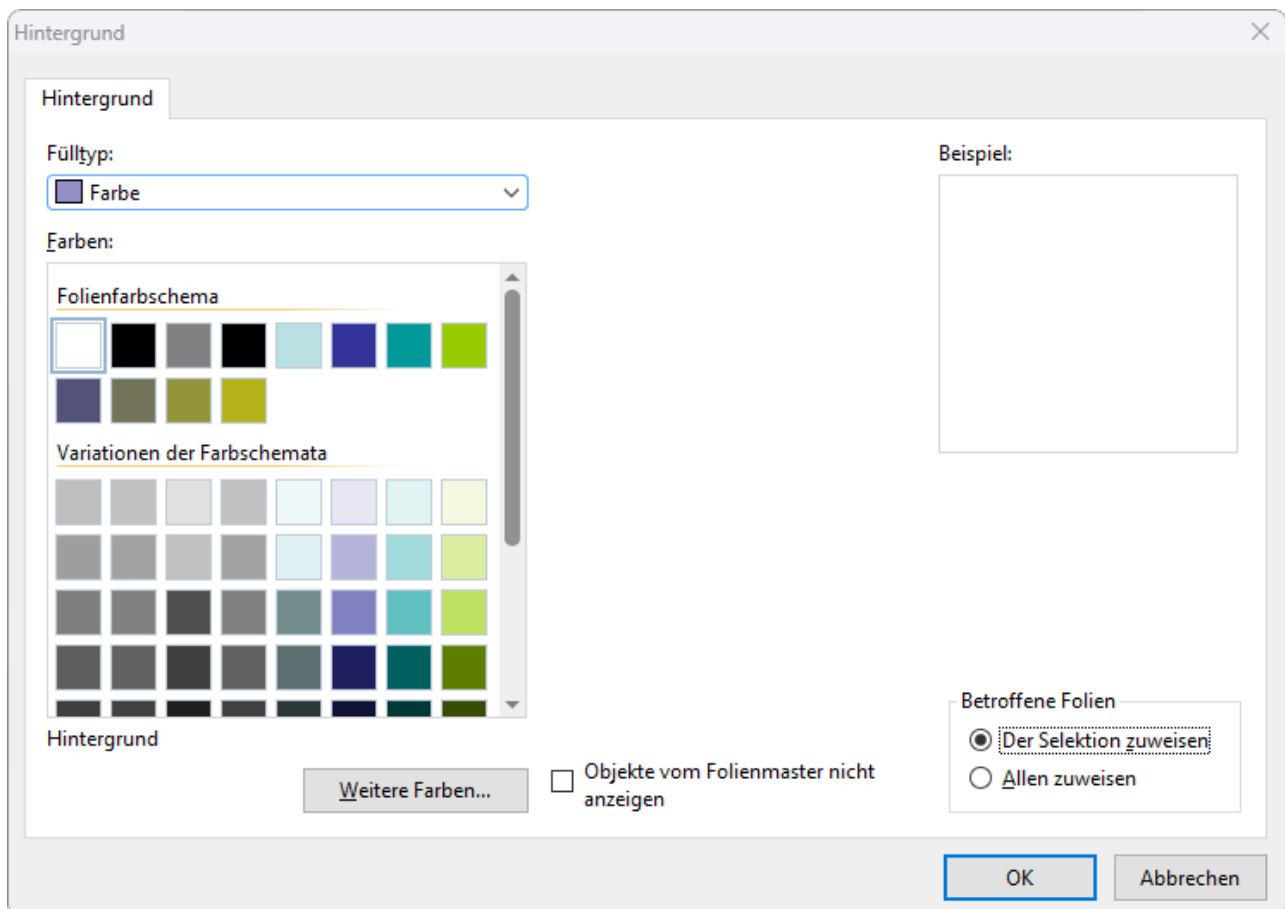 Hintergrund
Hintergrund
Fülltyp:
Farbe
Farben:
Folienfarbschema
Variationen der Farbschemata
Hintergrund
Weitere Farben...
Objekte vom Folienmaster nicht
anzeigen
Beispiel:
Betroffene Folien
Der Selektion zuweisen
Allen zuweisen
OK
Abbrechen